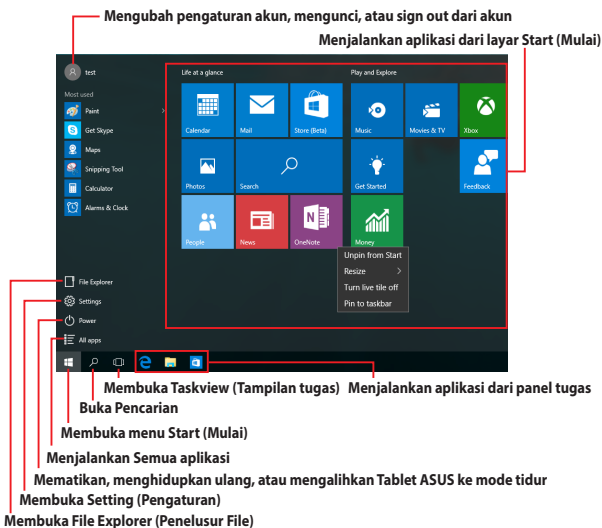 Mengubah pengaturan akun, mengunci, atau sign out dari akun
Menjalankan aplikasi dari layar Start (Mulai)
test
Life at a glance
Play and Explore
Most used
Paint
Get Skype
Maps
Snipping Tool
Calculator
Alarms & Clock
Calendar
Mail
Store (Beta)
Music
Movies & TV
Xbox
Photos
Search
Get Started
Feedback
People
News
OneNote
Money
Unpin from Start
Resize
Turn live tile off
Pin to taskbar
File Explorer
Settings
Power
All apps
Membuka Taskview (Tampilan tugas)
Menjalankan aplikasi dari panel tugas
Buka Pencarian
Membuka menu Start (Mulai)
Menjalankan Semua aplikasi
Mematikan, menghidupkan ulang, atau mengalihkan Tablet ASUS ke mode tidur
Membuka Setting (Pengaturan)
Membuka File Explorer (Penelusur File)